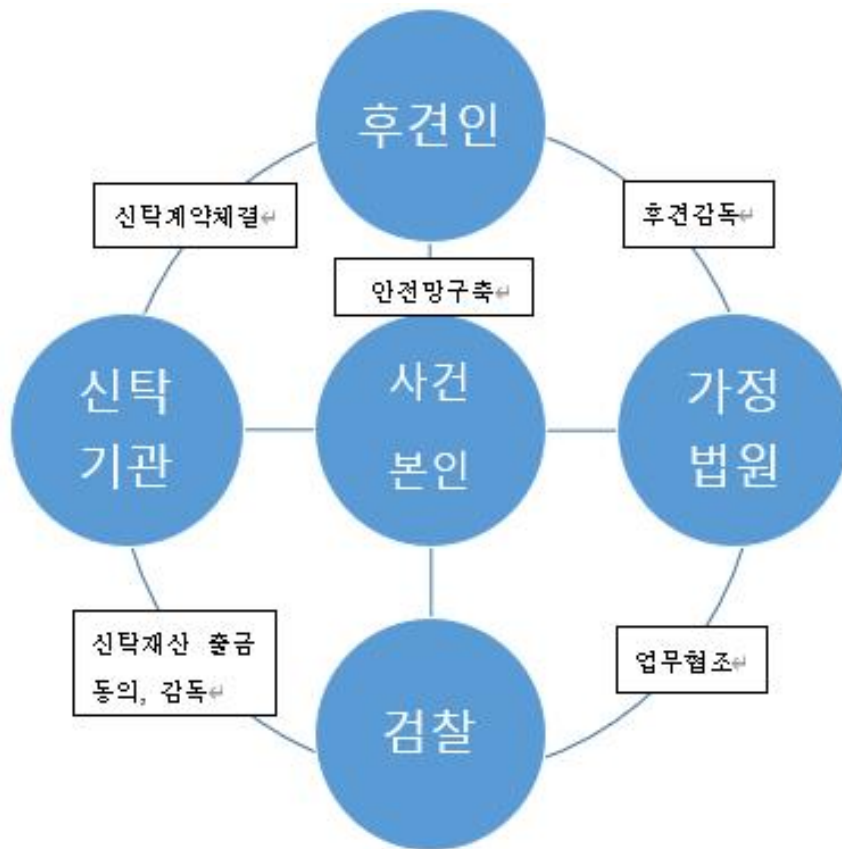 후견인
신탁계약체결↵
후견감독↵
안전망구축↵
신탁
기관
사건
본인
가정
법원
신탁재산 출금
동의, 감독↵
업무협조↵
검찰